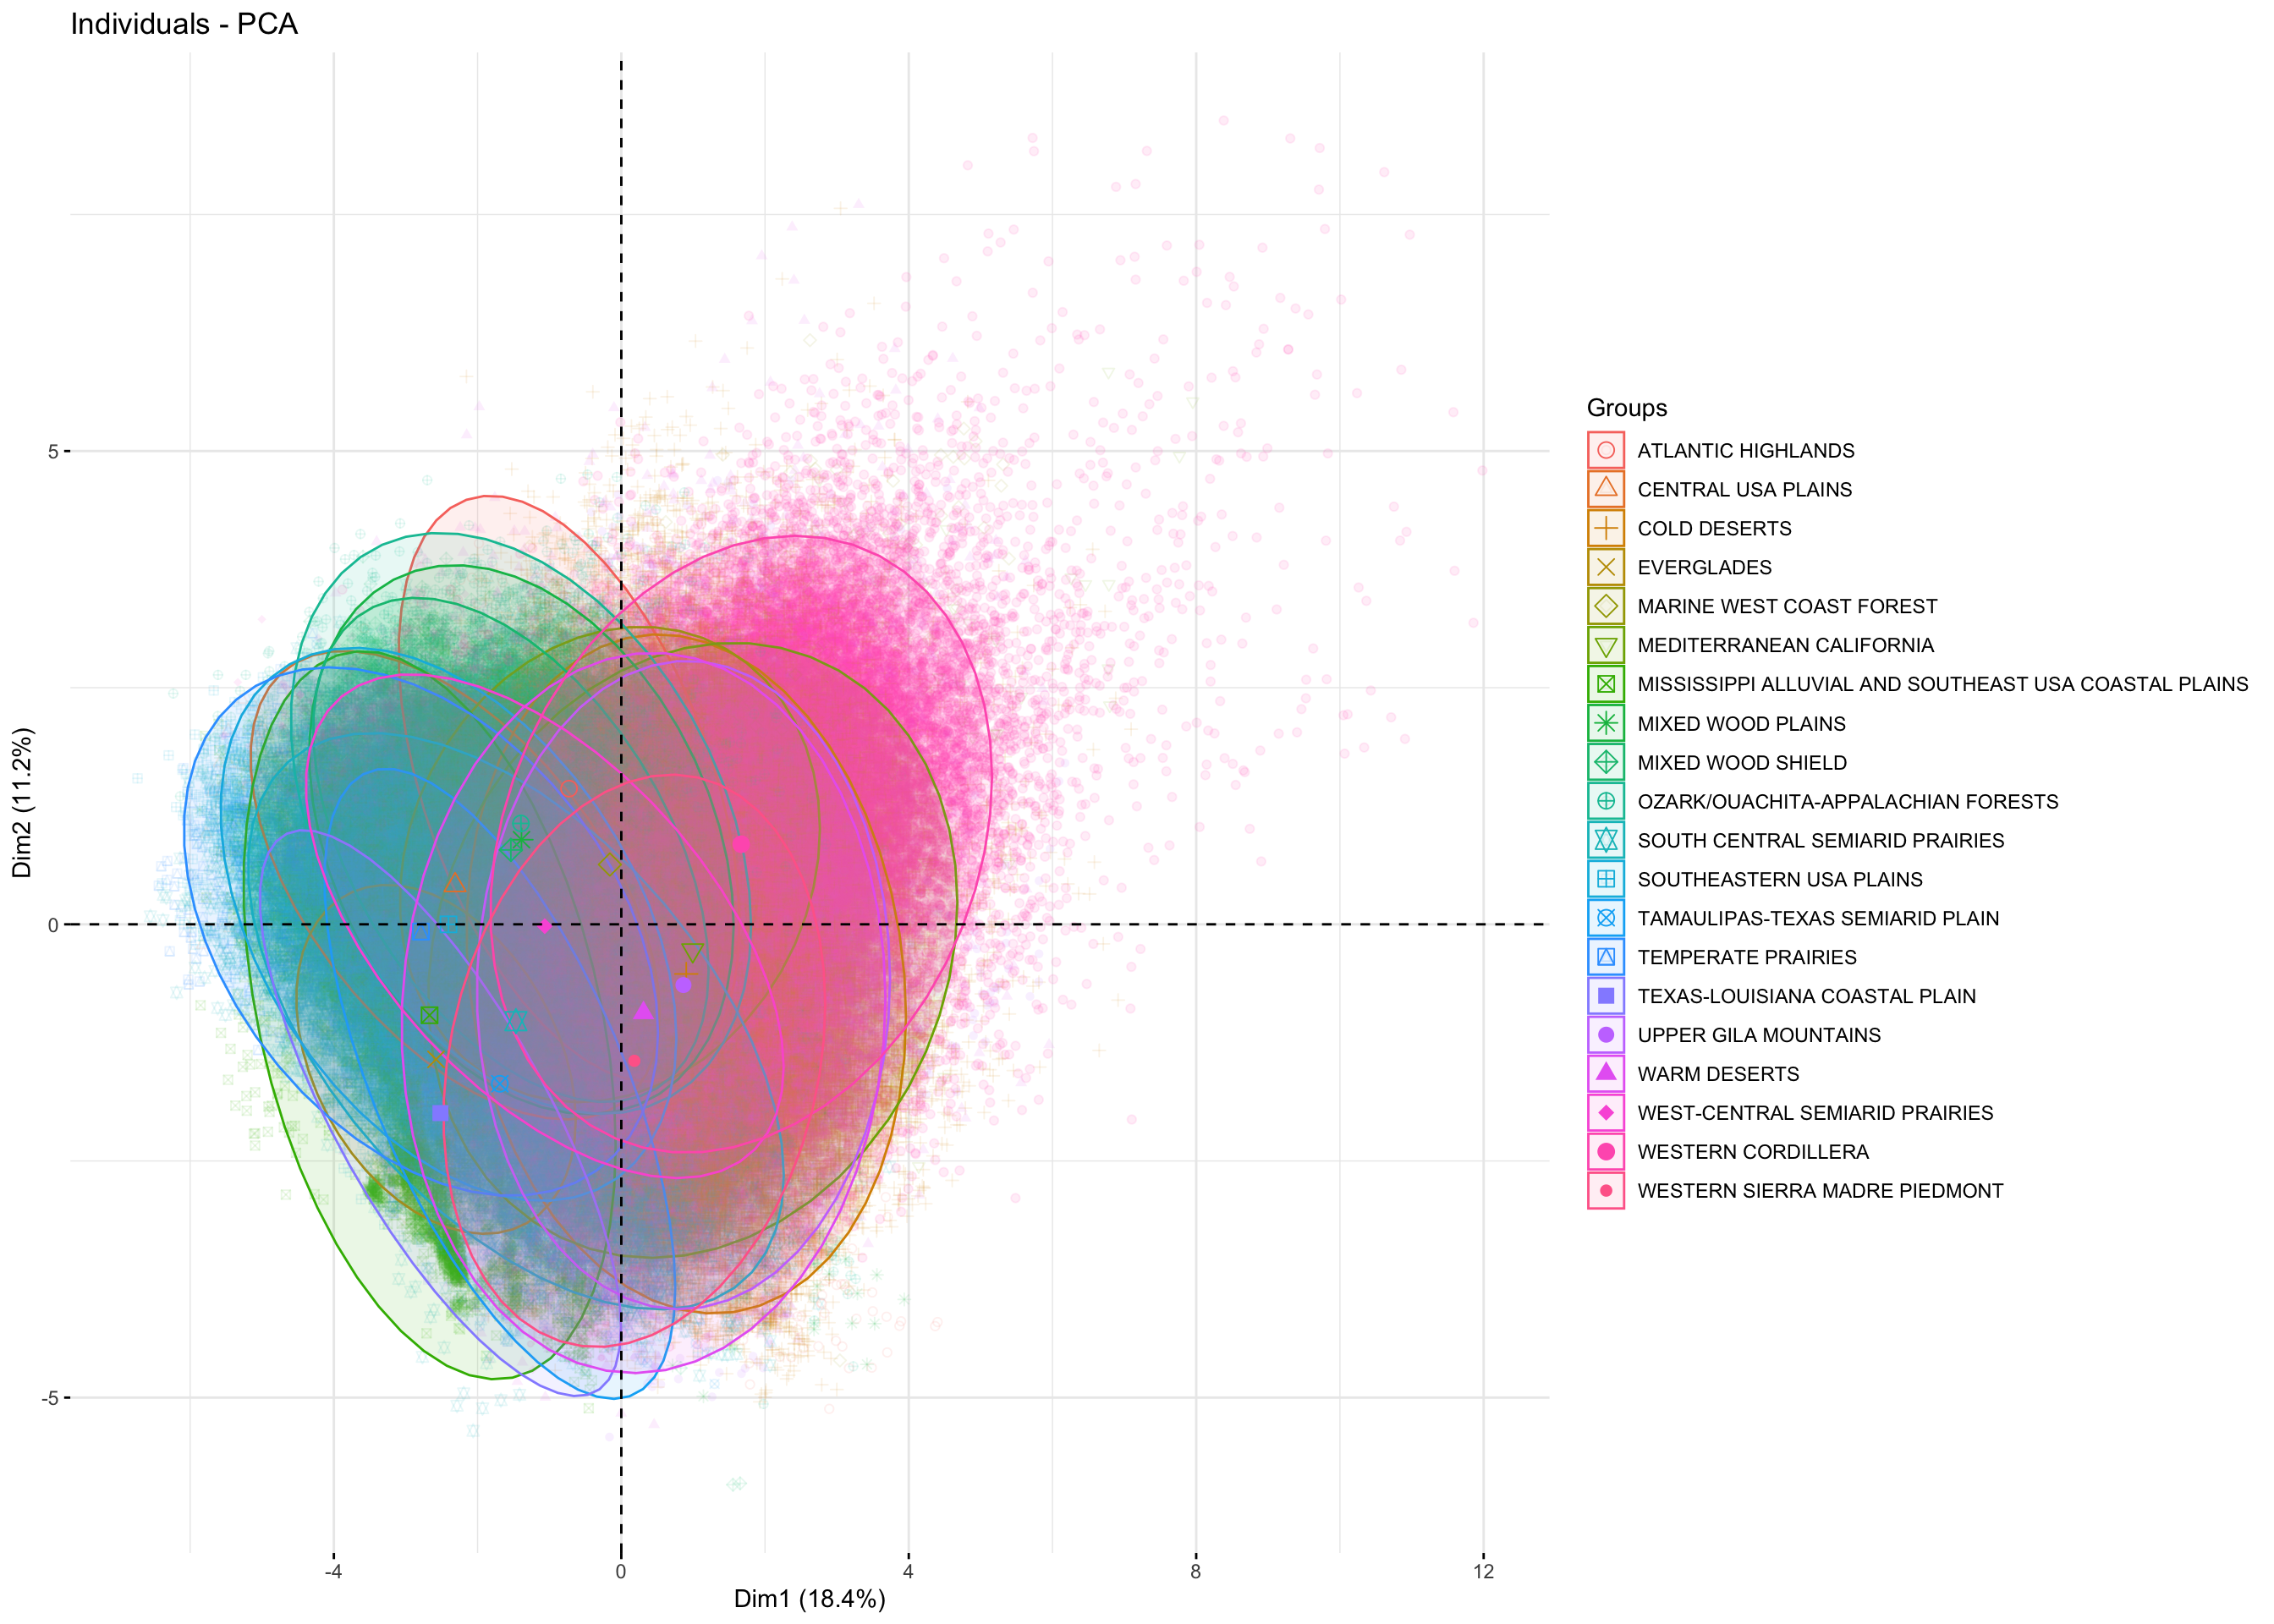 Individuals - PCA
5
0
-5
Dim2 (11.2%)
-4
0
4
8
12
Dim1 (18.4%)
Groups
ATLANTIC HIGHLANDS
CENTRAL USA PLAINS
COLD DESERTS
EVERGLADES
MARINE WEST COAST FOREST
MEDITERRANEAN CALIFORNIA
MISSISSIPPI ALLUVIAL AND SOUTHEAST USA COASTAL PLAINS
MIXED WOOD PLAINS
MIXED WOOD SHIELD
OZARK/OUACHITA-APPALACHIAN FORESTS
SOUTH CENTRAL SEMIARID PRAIRIES
SOUTHEASTERN USA PLAINS
TAMAULIPAS-TEXAS SEMIARID PLAIN
TEMPERATE PRAIRIES
TEXAS-LOUISIANA COASTAL PLAIN
UPPER GILA MOUNTAINS
WARM DESERTS
WEST-CENTRAL SEMIARID PRAIRIES
WESTERN CORDILLERA
WESTERN SIERRA MADRE PIEDMONT